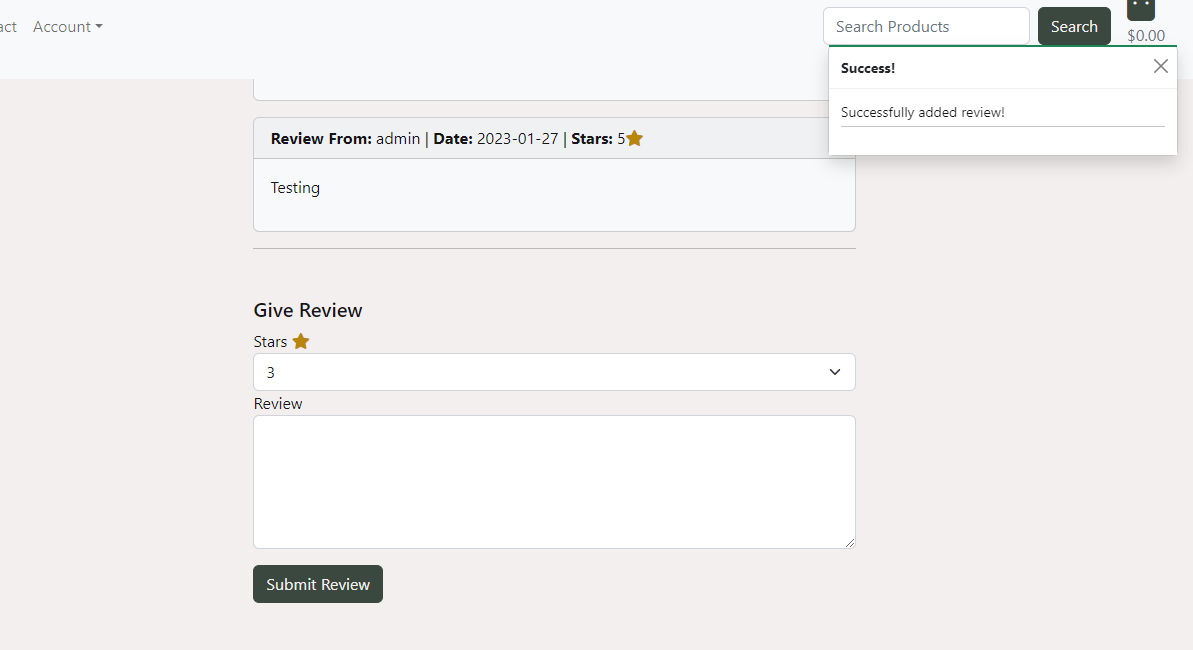 act Account
Search Products
Search
$0.00
Success!
Successfully added review!
Review From: admin | Date: 2023-01-27 | Stars: 5
Testing
Give Review
Stars
3
Review
Submit Review